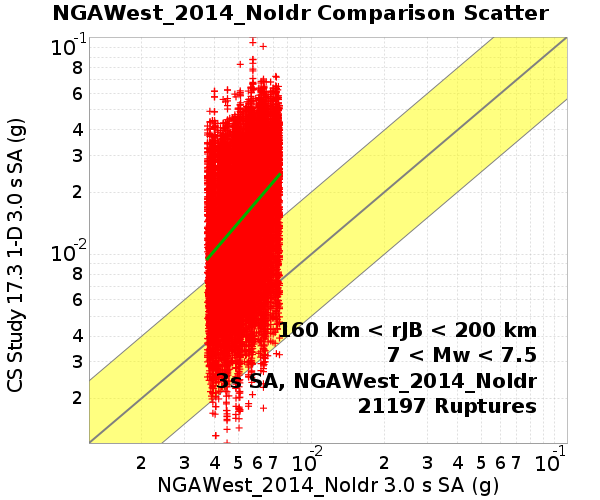 NGAWest_2014_NoIdr Comparison Scatter
CS Study 17.3 1-D 3.0 s SA (g)
10-1
8
6
4
3
2
10-2
8
6
4
3
2
160 km < rJB < 200 km
7 < Mw < 7.5
3s SA, NGAWest_2014_NoIdr
21197 Ruptures
2 3 4 5 6 7 10-2 2 3 4 5 6 7 10-1
NGAWest_2014_NoIdr 3.0 s SA (g)